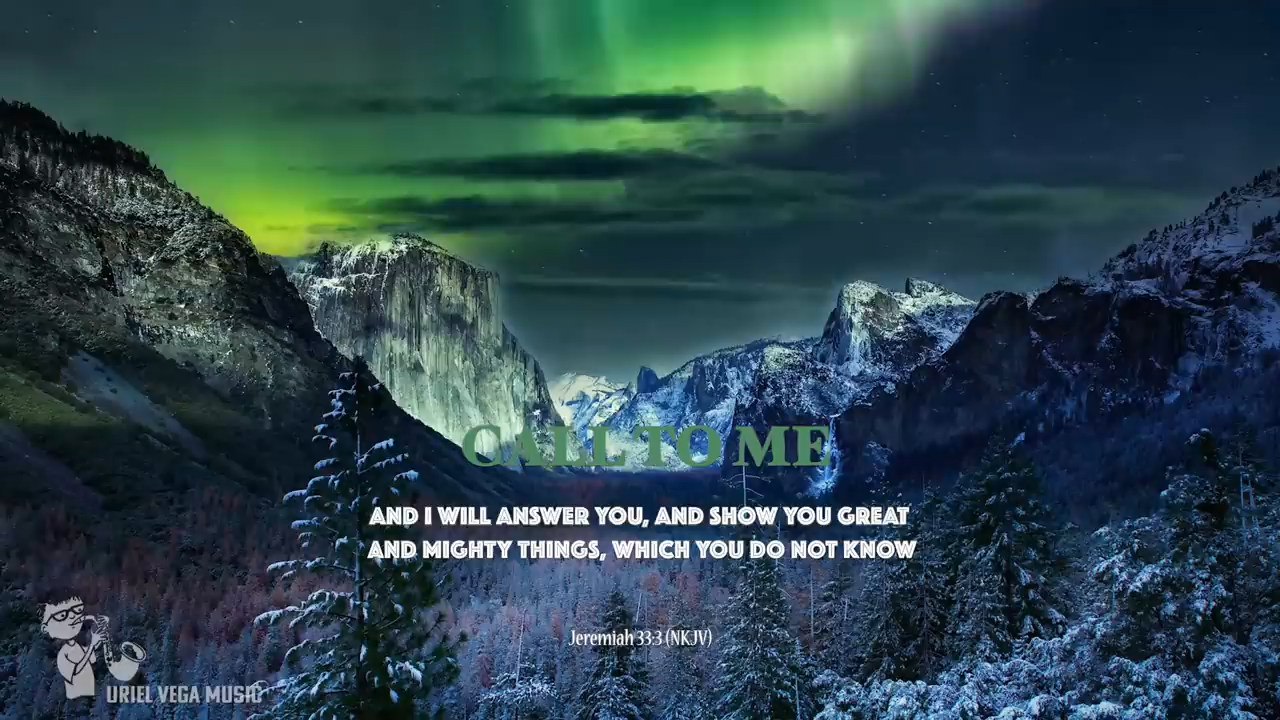 CALL TO ME
AND I WILL ANSWER YOU, AND SHOW YOU GREAT
AND MIGHTY THINGS, WHICH YOU DO NOT KNOW
Jeremiah 33:3 (NKJV)
URIEL VEGA MUSIC